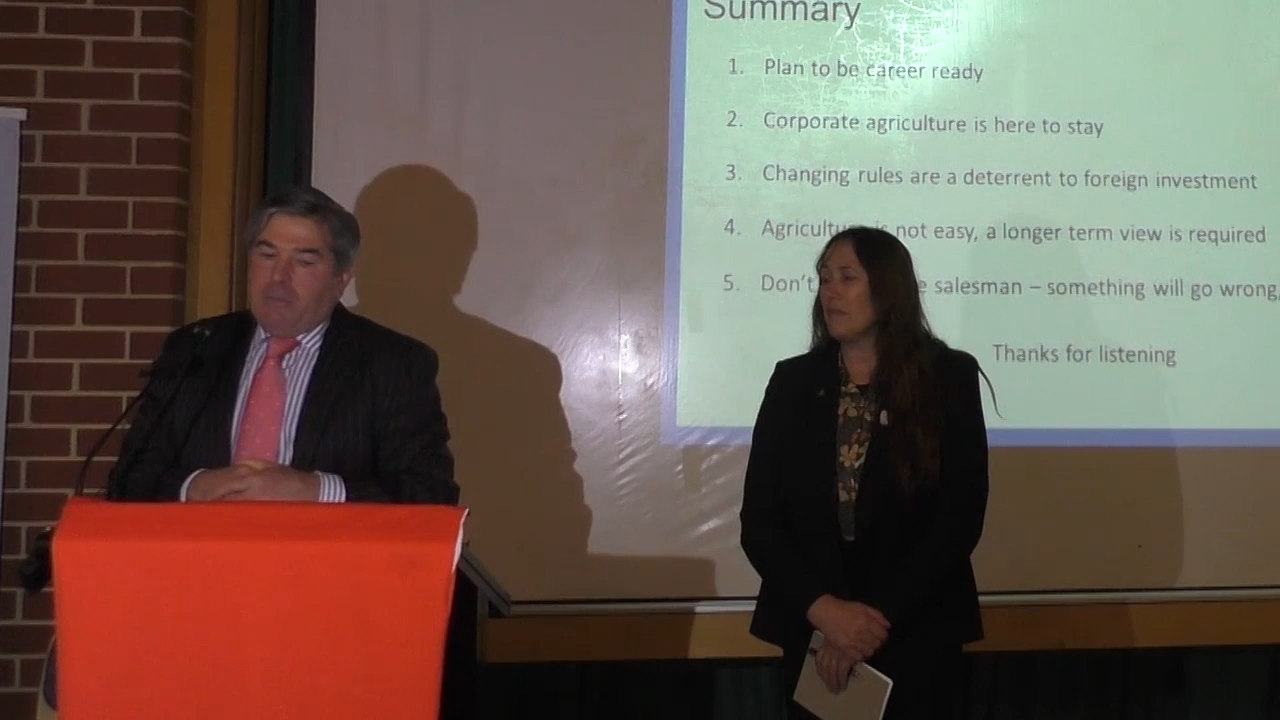 Summary
1. Plan to be career ready
2. Corporate agriculture is here to stay
3. Changing rules are a deterrent to foreign investment
4. Agriculture is not easy, a longer term view is required
5. Don't salesman – something will go wrong
Thanks for listening